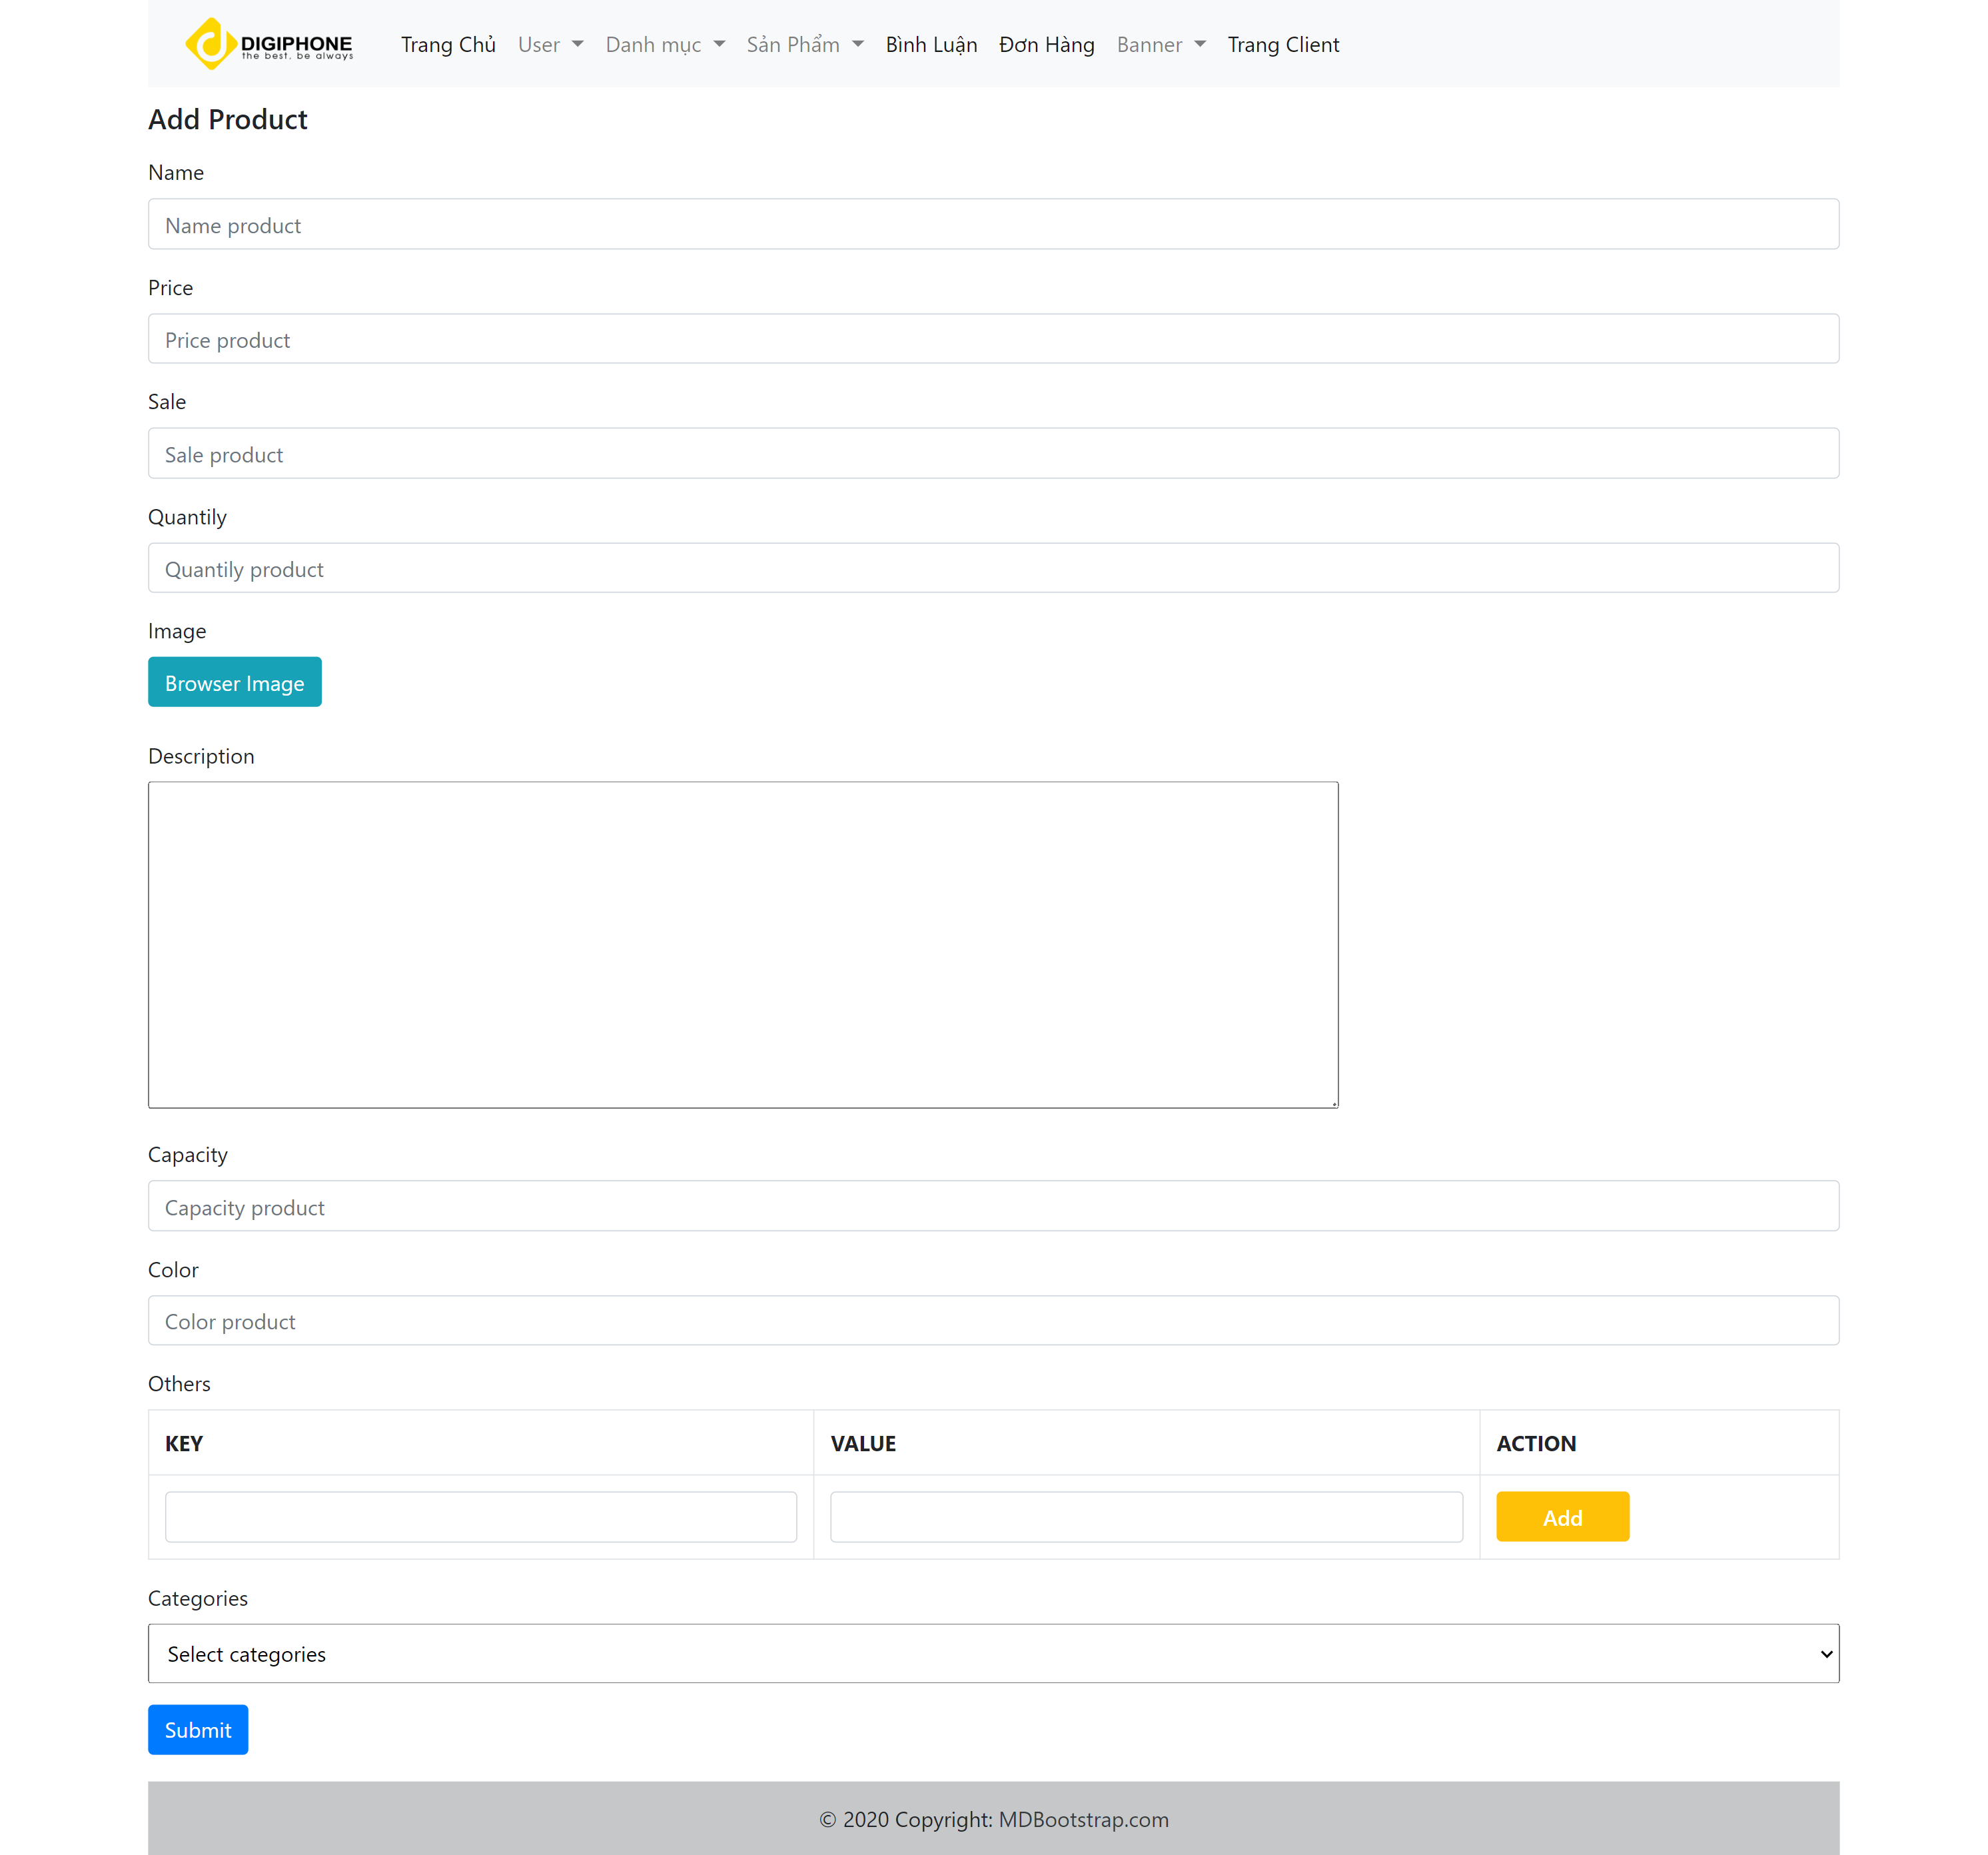 DIGIPHONE
the best. be always
Trang Chủ User Danh mục Sản Phẩm Bình Luận Đơn Hàng Banner Trang Client
Add Product
Name
Name product
Price
Price product
Sale
Sale product
Quantily
Quantily product
Image
Browser Image
Description
Capacity
Capacity product
Color
Color product
Others
KEY VALUE ACTION
Add
Categories
Select categories
Submit
© 2020 Copyright: MDBootstrap.com